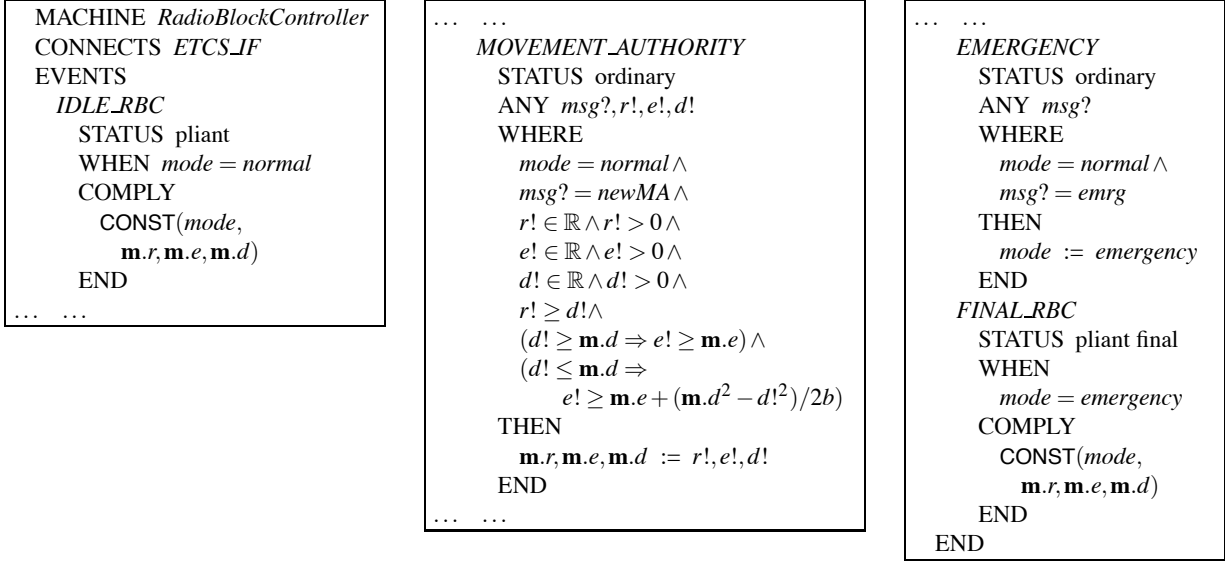 MACHINE RadioBlockController
CONNECTS ETCS_IF
EVENTS
IDLE_RBC
STATUS pliant
WHEN mode = normal
COMPLY
CONST(mode,
m.r,m.e,m.d)
END
... ...
... ...
MOVEMENT_AUTHORITY
STATUS ordinary
ANY msg?,r!,e!,d!
WHERE
mode = normal∧
msg? = newMA∧
r! ∈ ℝ∧r! > 0∧
e! ∈ ℝ∧e! > 0∧
d! ∈ ℝ∧d! > 0∧
r! ≥ d!∧
(d! ≥ m.d ⇒ e! ≥ m.e)∧
(d! ≤ m.d ⇒
e! ≥ m.e+(m.d² −d!²)/2b)
THEN
m.r,m.e,m.d := r!,e!,d!
END
... ...
... ...
EMERGENCY
STATUS ordinary
ANY msg?
WHERE
mode = normal∧
msg? = emrg
THEN
mode := emergency
END
FINAL_RBC
STATUS pliant final
WHEN
mode = emergency
COMPLY
CONST(mode,
m.r,m.e,m.d)
END
END